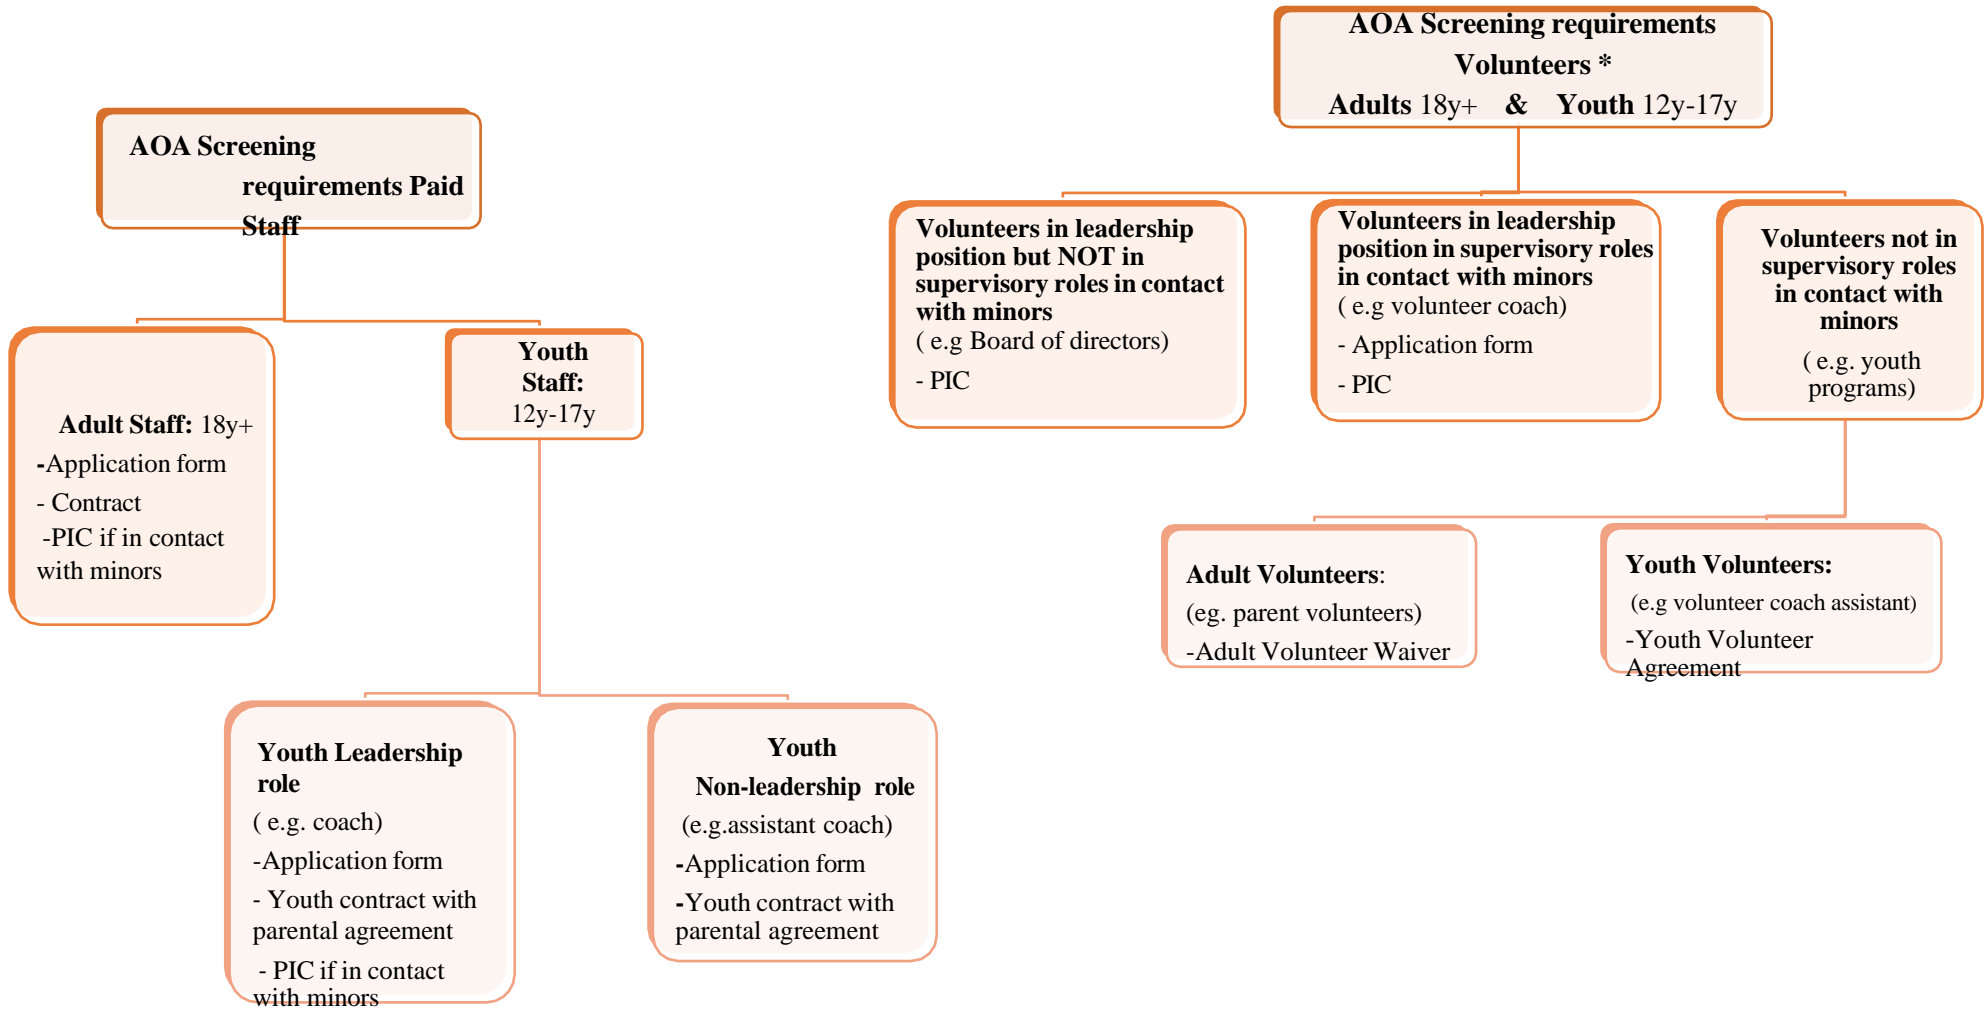 AOA Screening
requirements Paid
Staff
Adult Staff: 18y+
-Application form
- Contract
-PIC if in contact
with minors
Youth
Staff:
12y-17y
Youth Leadership
role
( e.g. coach)
-Application form
- Youth contract with
parental agreement
- PIC if in contact
with minors
Youth
Non-leadership role
(e.g.assistant coach)
-Application form
-Youth contract with
parental agreement
AOA Screening requirements
Volunteers *
Adults 18y+ & Youth 12y-17y
Volunteers in leadership
position but NOT in
supervisory roles in contact
with minors
( e.g Board of directors)
- PIC
Volunteers in leadership
position in supervisory roles
in contact with minors
( e.g volunteer coach)
- Application form
- PIC
Volunteers not in
supervisory roles
in contact with
minors
( e.g. youth
programs)
Adult Volunteers:
(eg. parent volunteers)
-Adult Volunteer Waiver
Youth Volunteers:
(e.g volunteer coach assistant)
-Youth Volunteer
Agreement